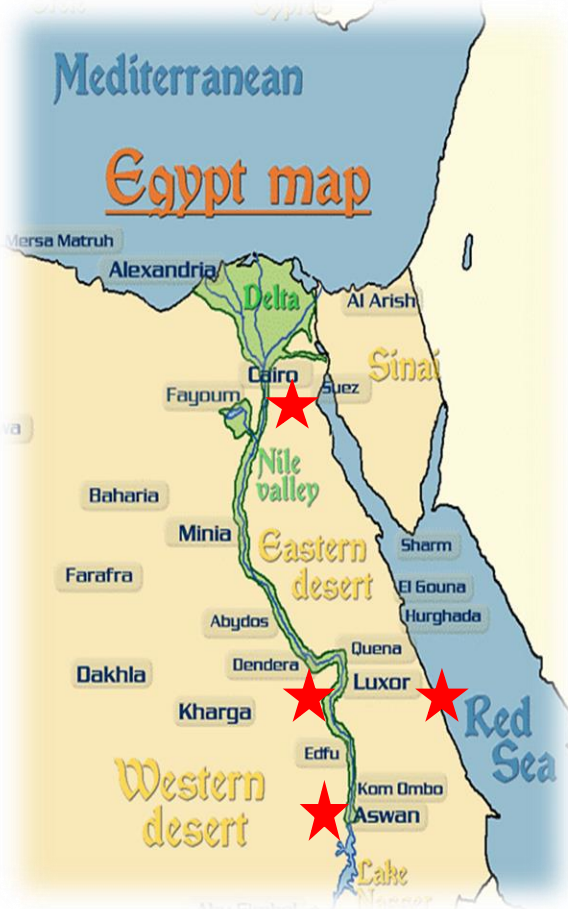 Mediterranean
Egypt map
Mersa Matruh
Alexandria
Delta
Al Arish
Cairo
Sinai
Suez
Fayoum
Nile
valley
Baharia
Minia
Eastern
desert
Sharm
Farafra
El Gouna
Hurghada
Abydos
Quena
Dendera
Dakhla
Luxor
Kharga
Red
Sea
Edfu
Western
desert
Kom Ombo
Aswan
Lake